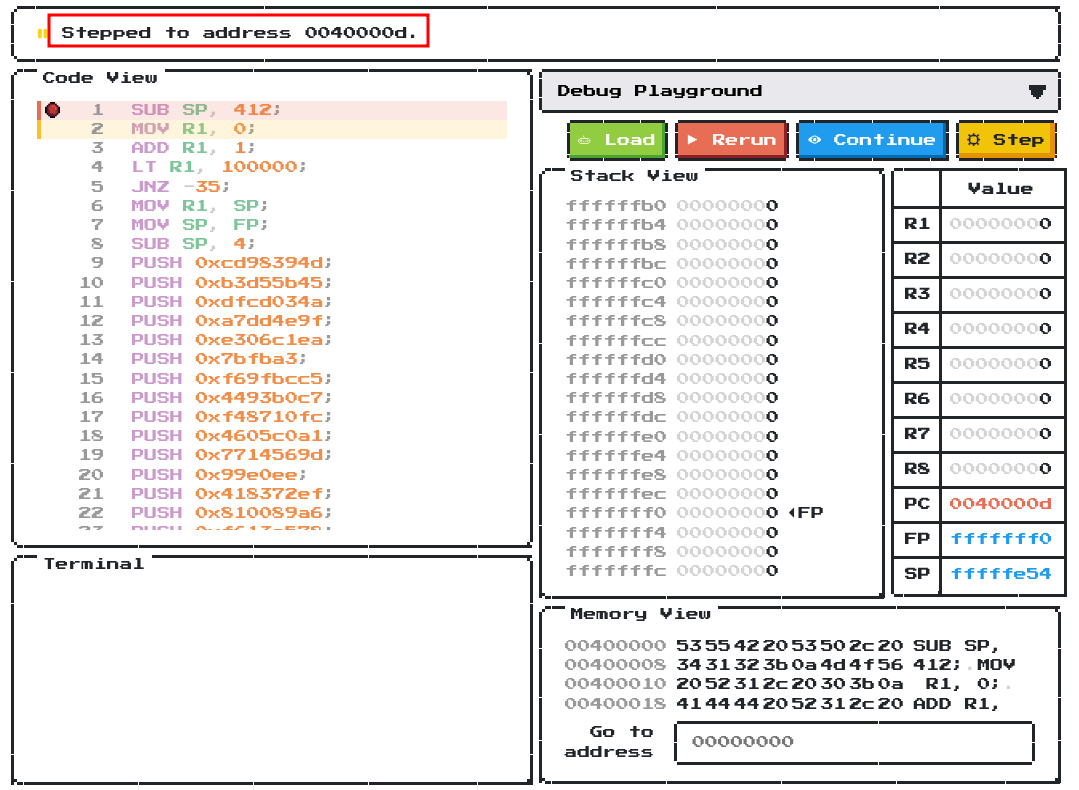 Stepped to address 0040000d.
Code View
1 SUB SP, 412;
2 MOV R1, 0;
3 ADD R1, 1;
4 LT R1, 100000;
5 JNZ -35;
6 MOV R1, SP;
7 MOV SP, FP;
8 SUB SP, 4;
9 PUSH 0xcd98394d;
10 PUSH 0xb3d55b45;
11 PUSH 0xdfcd034a;
12 PUSH 0xa7dd4e9f;
13 PUSH 0xe306c1ea;
14 PUSH 0x7bfba3;
15 PUSH 0xf69fbcc5;
16 PUSH 0x4493b0c7;
17 PUSH 0xf48710fc;
18 PUSH 0x4605c0a1;
19 PUSH 0x7714569d;
20 PUSH 0x99e0ee;
21 PUSH 0x418372ef;
22 PUSH 0x810089a6;
23 PUSH
Terminal
Debug Playground
Load
Rerun
Continue
Step
Stack View
ffffffb0 00000000
ffffffb4 00000000
ffffffb8 00000000
ffffffbc 00000000
ffffffc0 00000000
ffffffc4 00000000
ffffffc8 00000000
ffffffcc 00000000
ffffffd0 00000000
ffffffd4 00000000
ffffffd8 00000000
ffffffdc 00000000
ffffffe0 00000000
ffffffe4 00000000
ffffffe8 00000000
ffffffec 00000000
fffffff0 00000000 FP
fffffff4 00000000
fffffff8 00000000
fffffffc 00000000
Value
R1 00000000
R2 00000000
R3 00000000
R4 00000000
R5 00000000
R6 00000000
R7 00000000
R8 00000000
PC 0040000d
FP fffffff0
SP fffffe54
Memory View
00400000 5355422053502c20 SUB SP,
00400008 3431323b0a4d4f56 412;.MOV
00400010 2052312c20303b0a R1, 0;.
00400018 4144442052312c20 ADD R1,
Go to
address
00000000